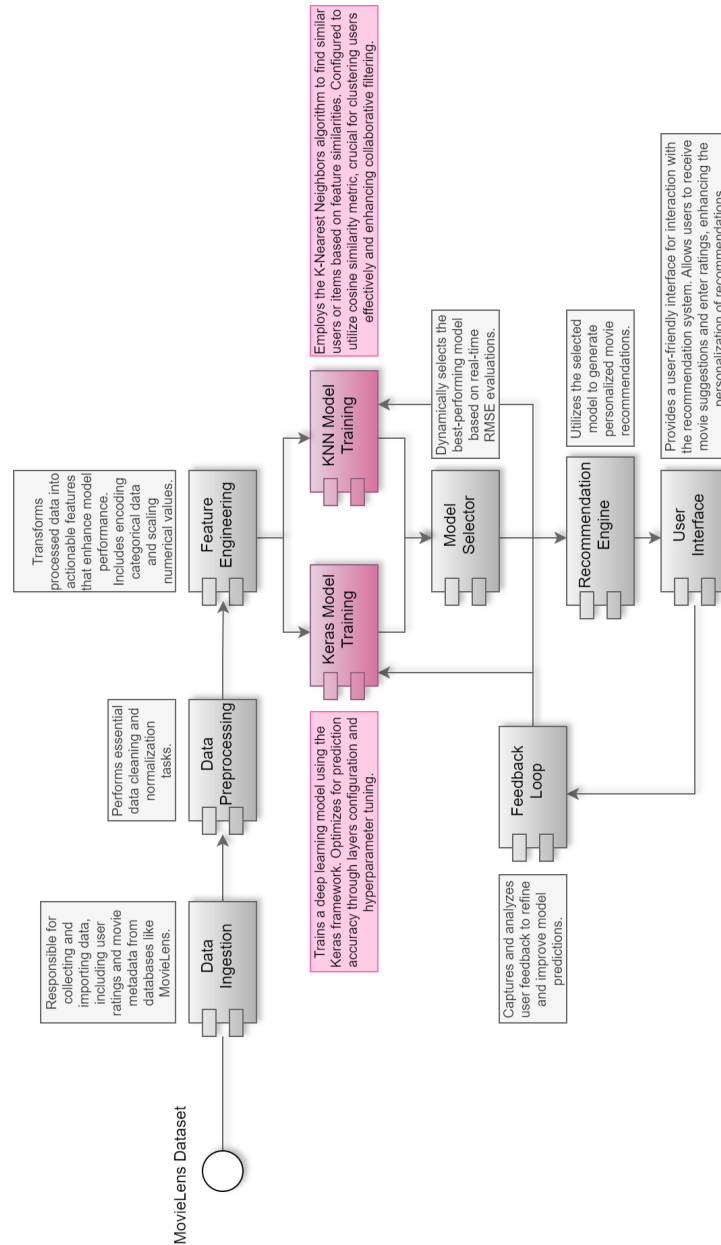 MovieLens Dataset
Responsible for
collecting and
importing data,
including user
ratings and movie
metadata from
databases like
MovieLens.
Data
Ingestion
Performs essential
data cleaning and
normalization
tasks.
Data
Preprocessing
Transforms
processed data into
actionable features
that enhance model
performance.
Includes encoding
categorical data
and scaling
numerical values.
Feature
Engineering
Trains a deep learning model using the
Keras framework. Optimizes for prediction
accuracy through layers configuration and
hyperparameter tuning.
Keras Model
Training
KNN Model
Training
Employs the K-Nearest Neighbors algorithm to find similar
users or items based on feature similarities. Configured to
utilize cosine similarity metric, crucial for clustering users
effectively and enhancing collaborative filtering.
Model
Selector
Dynamically selects the
best-performing model
based on real-time
RMSE evaluations.
Captures and analyzes
user feedback to refine
and improve model
predictions.
Feedback
Loop
Recommendation
Engine
Utilizes the selected
model to generate
personalized movie
recommendations.
User
Interface
Provides a user-friendly interface for interaction with
the recommendation system. Allows users to receive
movie suggestions and enter ratings, enhancing the
personalization of recommendations